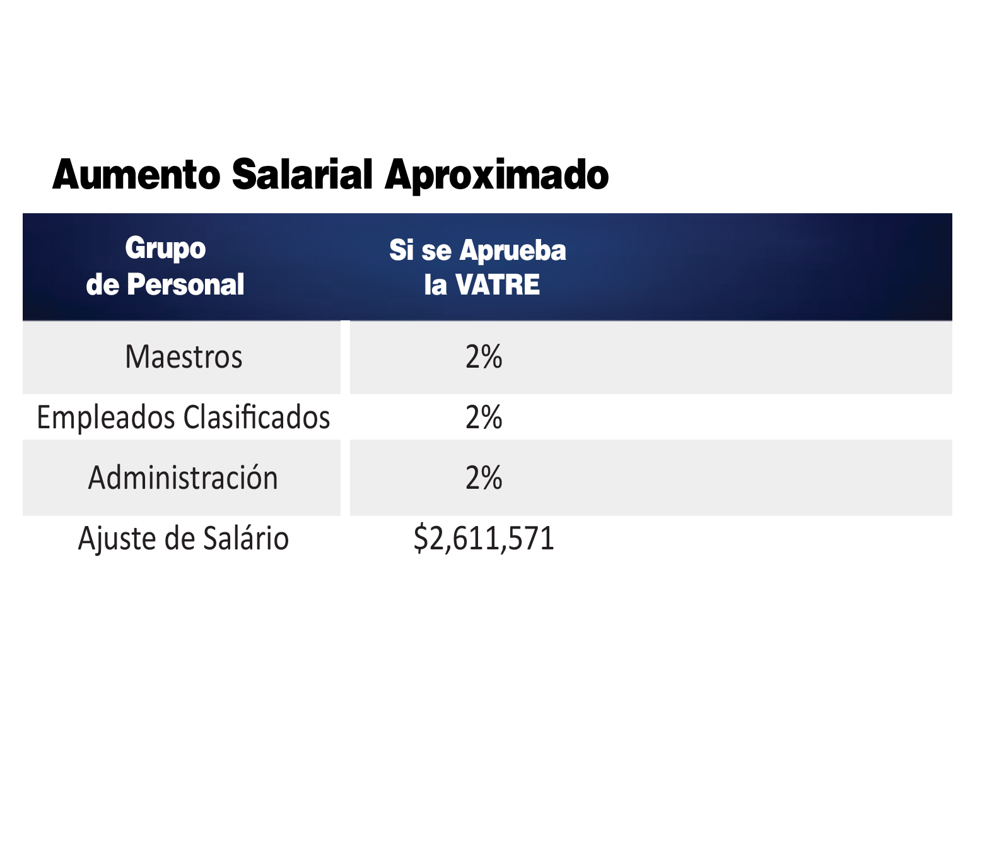 Aumento Salarial Aproximado
Grupo
de Personal
Si se Aprueba
la VATRE
Maestros 2%
Empleados Clasificados 2%
Administración 2%
Ajuste de Salário $2,611,571